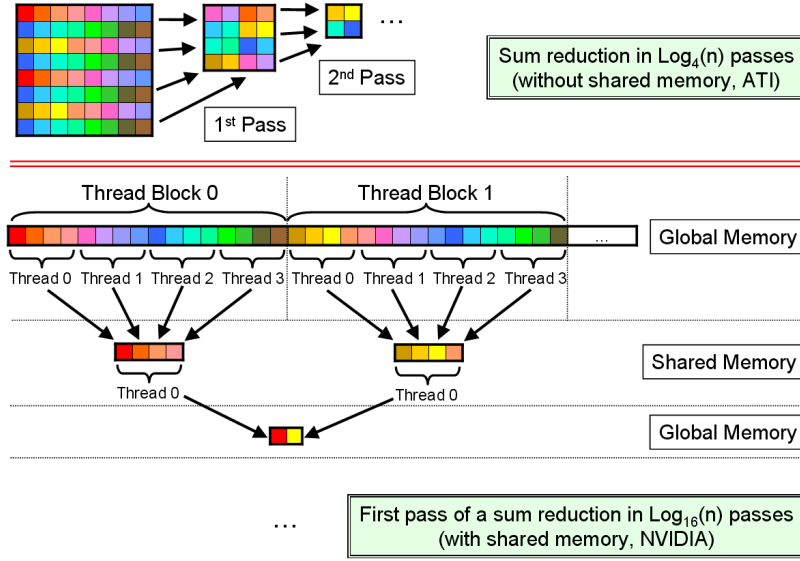 ...
Sum reduction in Log4(n) passes
(without shared memory, ATI)
2nd Pass
1st Pass
Thread Block 0
Thread Block 1
...
Global Memory
Thread 0
Thread 1
Thread 2
Thread 3
Thread 0
Thread 1
Thread 2
Thread 3
Shared Memory
Thread 0
Thread 0
Global Memory
...
First pass of a sum reduction in Log16(n) passes
(with shared memory, NVIDIA)